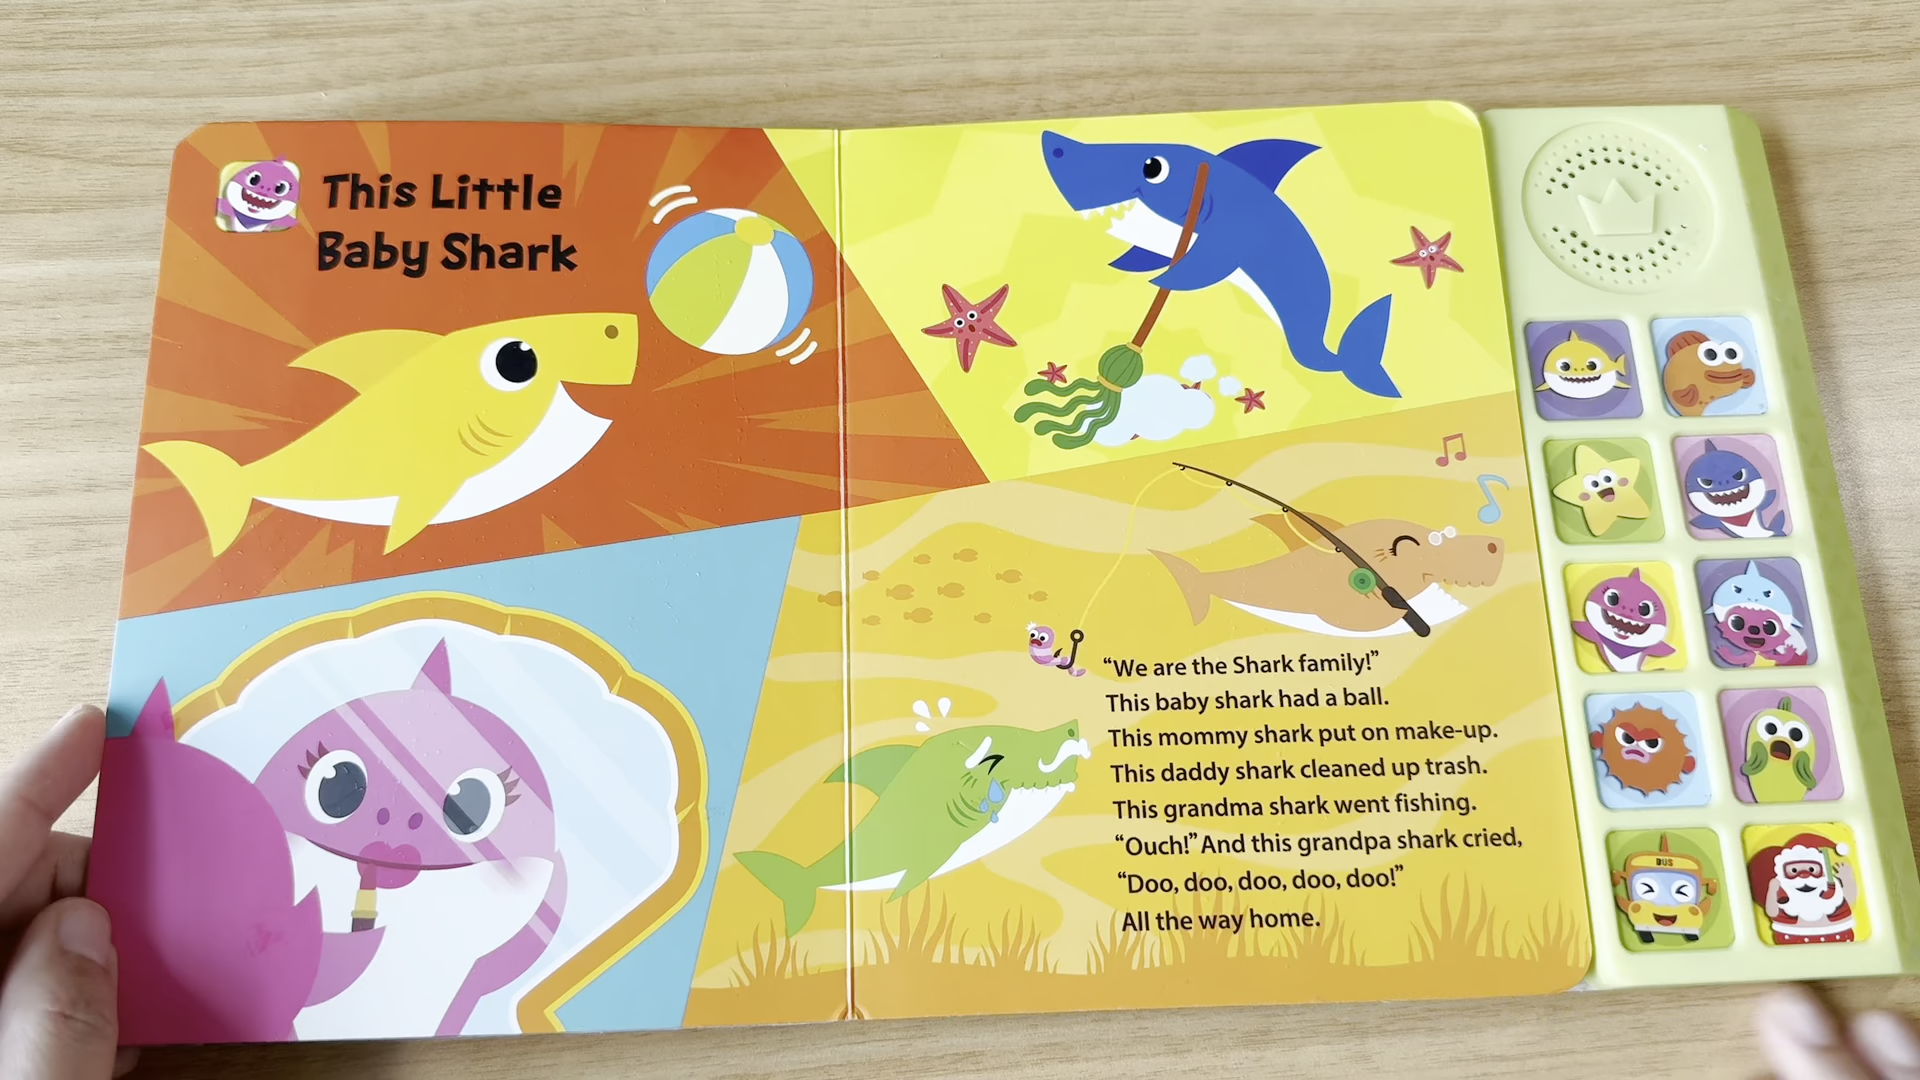 This Little
Baby Shark
“We are the Shark family!”
This baby shark had a ball.
This mommy shark put on make-up.
This daddy shark cleaned up trash.
This grandma shark went fishing.
“Ouch!” And this grandpa shark cried,
“Doo, doo, doo, doo, doo!”
All the way home.
BUS